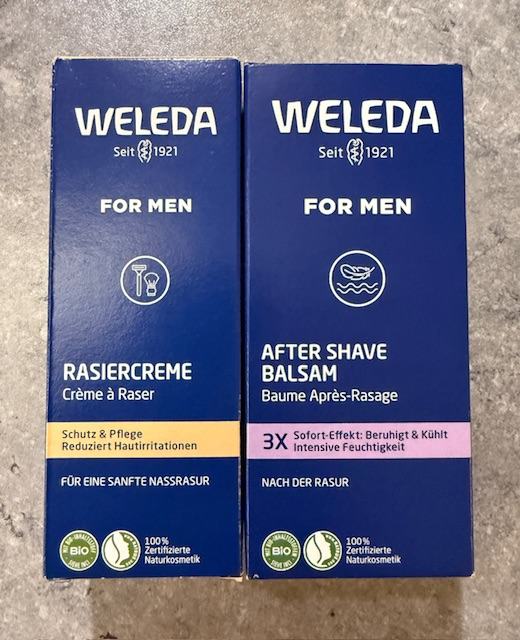 WELEDA
Seit 1921
FOR MEN
RASIERCREME
Crème à Raser
Schutz & Pflege
Reduziert Hautirritationen
FÜR EINE SANFTE NASSRASUR
BiO
100%
Zertifizierte
Naturkosmetik
WELEDA
Seit 1921
FOR MEN
AFTER SHAVE
BALSAM
Baume Après-Rasage
3X Sofort-Effekt: Beruhigt & Kühlt
Intensive Feuchtigkeit
NACH DER RASUR
BiO
100%
Zertifizierte
Naturkosmetik